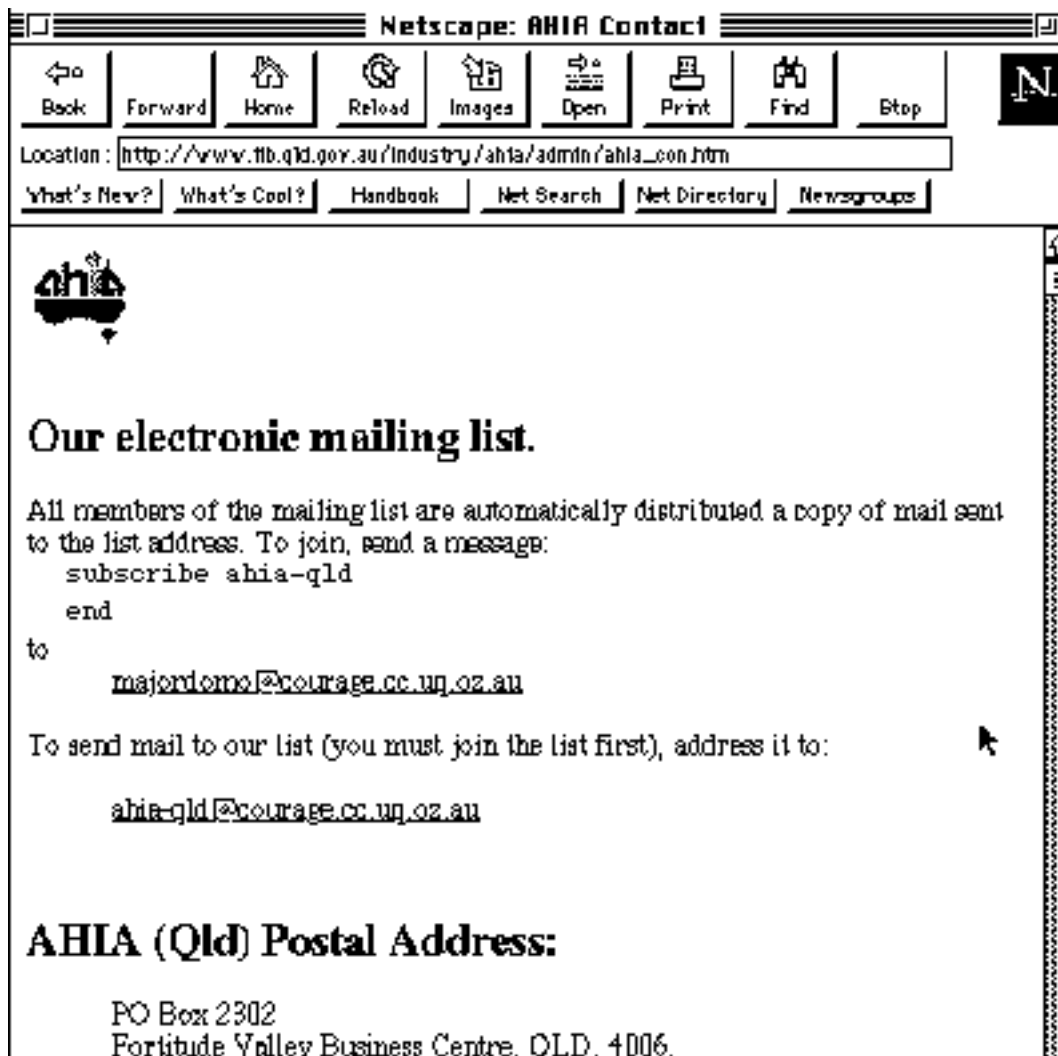 Netscape: AHIA Contact
Back Forward Home Reload Images Open Print Find Stop
N
Location: http://www.iib.qld.gov.au/industry/ahia/admin/ahia_con.htm
What's New? What's Cool? Handbook Net Search Net Directory Newsgroups
ahia
Our electronic mailing list.
All members of the mailing list are automatically distributed a copy of mail sent
to the list address. To join, send a message:
subscribe ahia-qld
end
to
majordomo@courage.cc.uq.oz.au
To send mail to our list (you must join the list first), address it to:
ahia-qld@courage.cc.uq.oz.au
AHIA (Qld) Postal Address:
PO Box 2302
Fortitude Valley Business Centre, QLD, 4006.